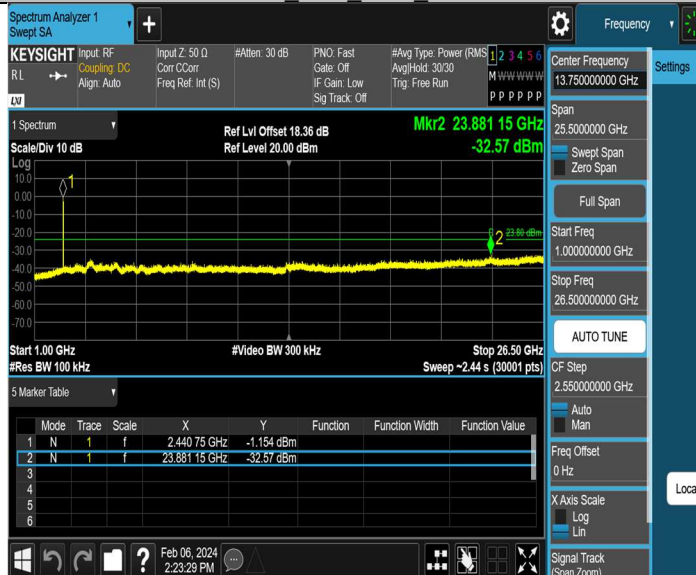 Spectrum Analyzer 1
Swept SA
+
Frequency
KEYSIGHT
RL
LXI
Input: RF
Coupling: DC
Align: Auto
Input Z: 50 Ω
Corr CCorr
Freq Ref: Int (S)
#Atten: 30 dB
PNO: Fast
Gate: Off
IF Gain: Low
Sig Track: Off
#Avg Type: Power (RMS
Avg|Hold: 30/30
Trig: Free Run
1 2 3 4 5 6
M W W W W W
P P P P P P
1 Spectrum
Scale/Div 10 dB
Ref Lvl Offset 18.36 dB
Ref Level 20.00 dBm
Mkr2 23.881 15 GHz
-32.57 dBm
Log
10.0
0.00
-10.0
-20.0
-30.0
-40.0
-50.0
-60.0
-70.0
1
2
Start 1.00 GHz
#Res BW 100 kHz
#Video BW 300 kHz
Stop 26.50 GHz
Sweep ~2.44 s (30001 pts)
5 Marker Table
Mode Trace Scale X Y Function Function Width Function Value
1 N 1 f 2.440 75 GHz -1.154 dBm
2 N 1 f 23.881 15 GHz -32.57 dBm
3
4
5
6
Feb 06, 2024
2:23:29 PM
Center Frequency
13.750000000 GHz
Settings
Span
25.5000000 GHz
Swept Span
Zero Span
Full Span
Start Freq
1.000000000 GHz
Stop Freq
26.500000000 GHz
AUTO TUNE
CF Step
2.550000000 GHz
Auto
Man
Freq Offset
0 Hz
X Axis Scale
Log
Lin
Signal Track
(Span Zoom)
Loca